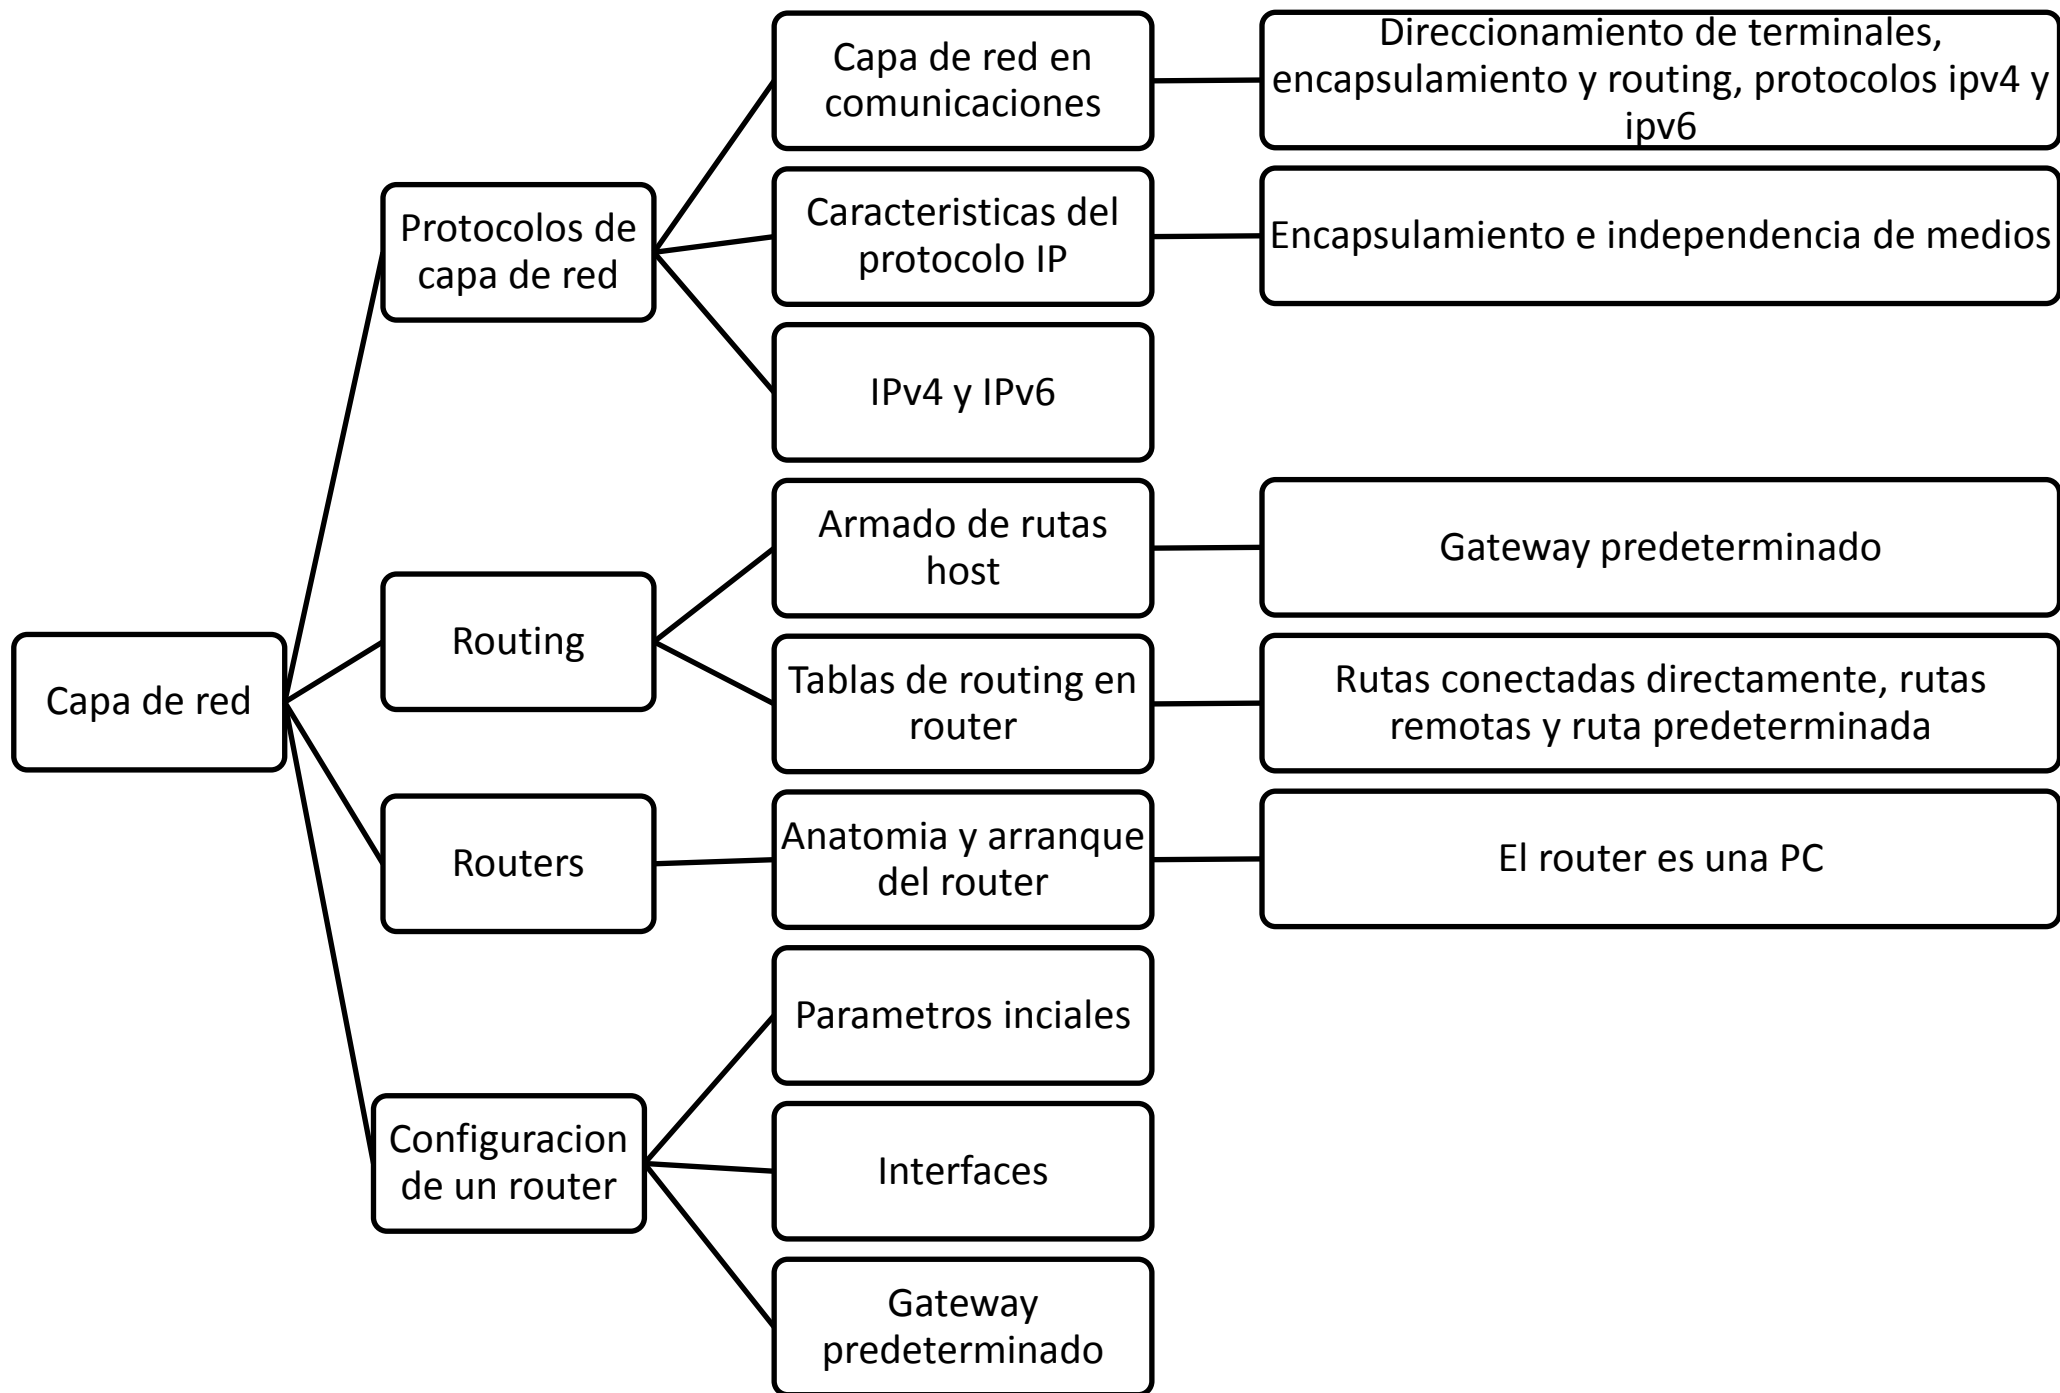 Capa de red
Protocolos de
capa de red
Capa de red en
comunicaciones
Direccionamiento de terminales,
encapsulamiento y routing, protocolos ipv4 y
ipv6
Caracteristicas del
protocolo IP
Encapsulamiento e independencia de medios
IPv4 y IPv6
Routing
Armado de rutas
host
Gateway predeterminado
Tablas de routing en
router
Rutas conectadas directamente, rutas
remotas y ruta predeterminada
Routers
Anatomia y arranque
del router
El router es una PC
Configuracion
de un router
Parametros inciales
Interfaces
Gateway
predeterminado